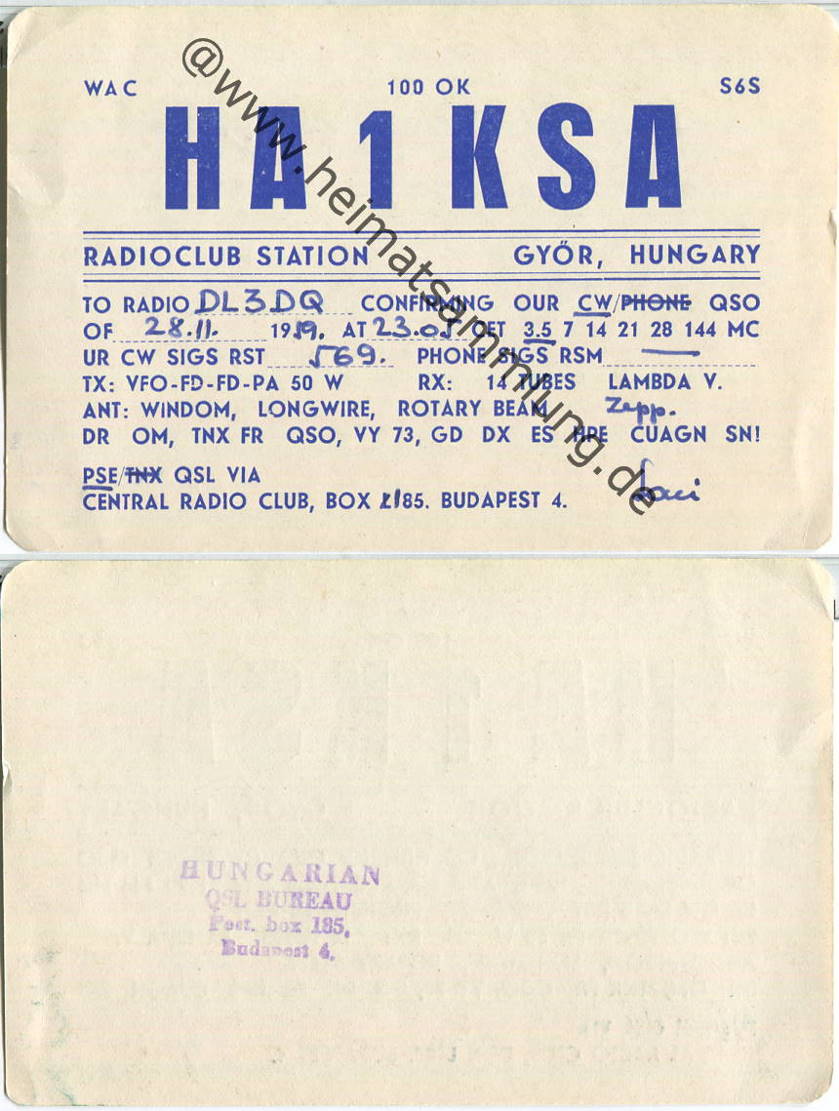 WAC 100 OK S6S
HA1KSA
RADIOCLUB STATION GYŐR, HUNGARY
TO RADIO DL3DQ CONFIRMING OUR CW/PHONE QSO
OF 28.11. 1959. AT 23.05 CET 3.5 7 14 21 28 144 MC
UR CW SIGS RST 569. PHONE SIGS RSM —
TX: VFO-FD-FD-PA 50 W RX: 14 TUBES LAMBDA V.
ANT: WINDOM, LONGWIRE, ROTARY BEAM, Zepp.
DR OM, TNX FR QSO, VY 73, GD DX ES HPE CUAGN SN!
PSE/TNX QSL VIA
CENTRAL RADIO CLUB, BOX 185. BUDAPEST 4. Laci
@www.heimatsammlung.de
HUNGARIAN
QSL BUREAU
Post. box 185.
Budapest 4.